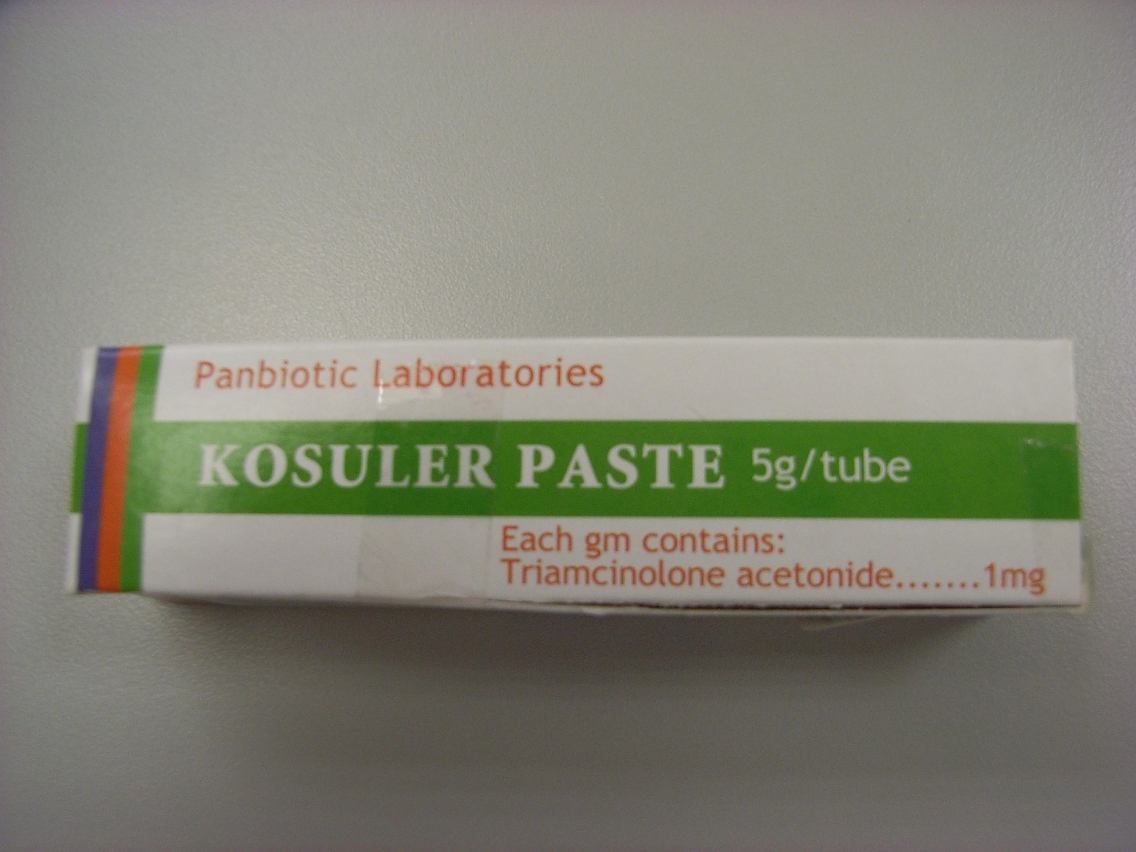 Panbiotic Laboratories
KOSULER PASTE 5g/tube
Each gm contains:
Triamcinolone acetonide.......1mg